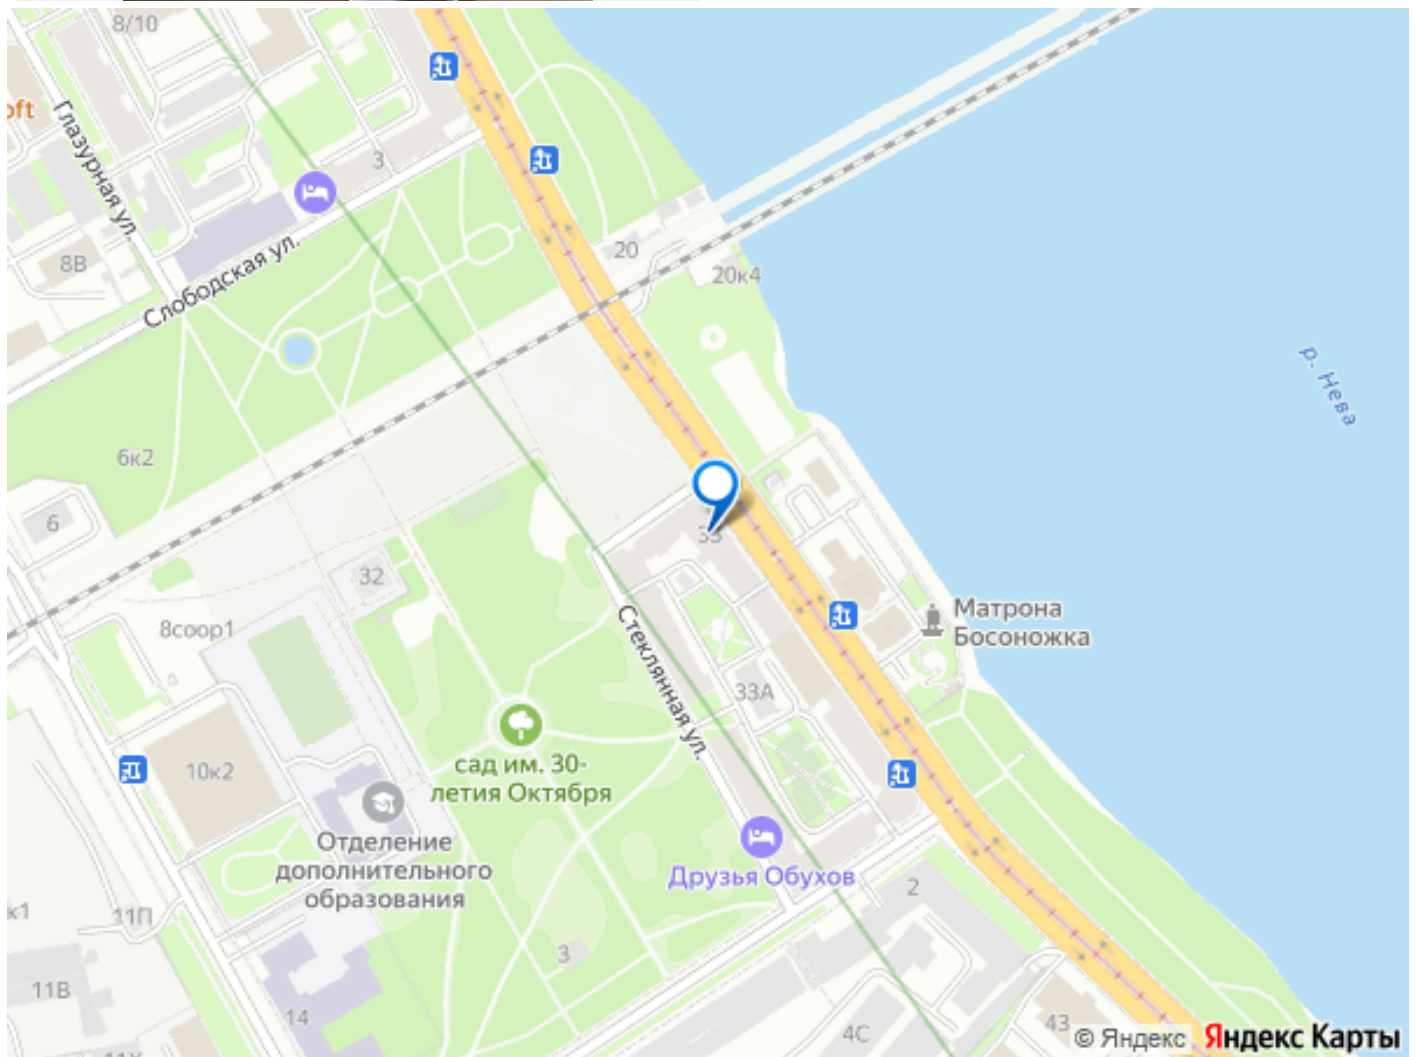 8/10
oft
Глазурная ул.
3
8В
Слободская ул.
20
20к4
р. Нева
6к2
6
33
32
8соор1
Стеклянная ул.
Матрона
Босоножка
33А
10к2
сад им. 30-
летия Октября
Отделение
дополнительного
образования
Друзья Обухов
2
к1
11П
3
11В
14
4С
43
© Яндекс Яндекс Карты